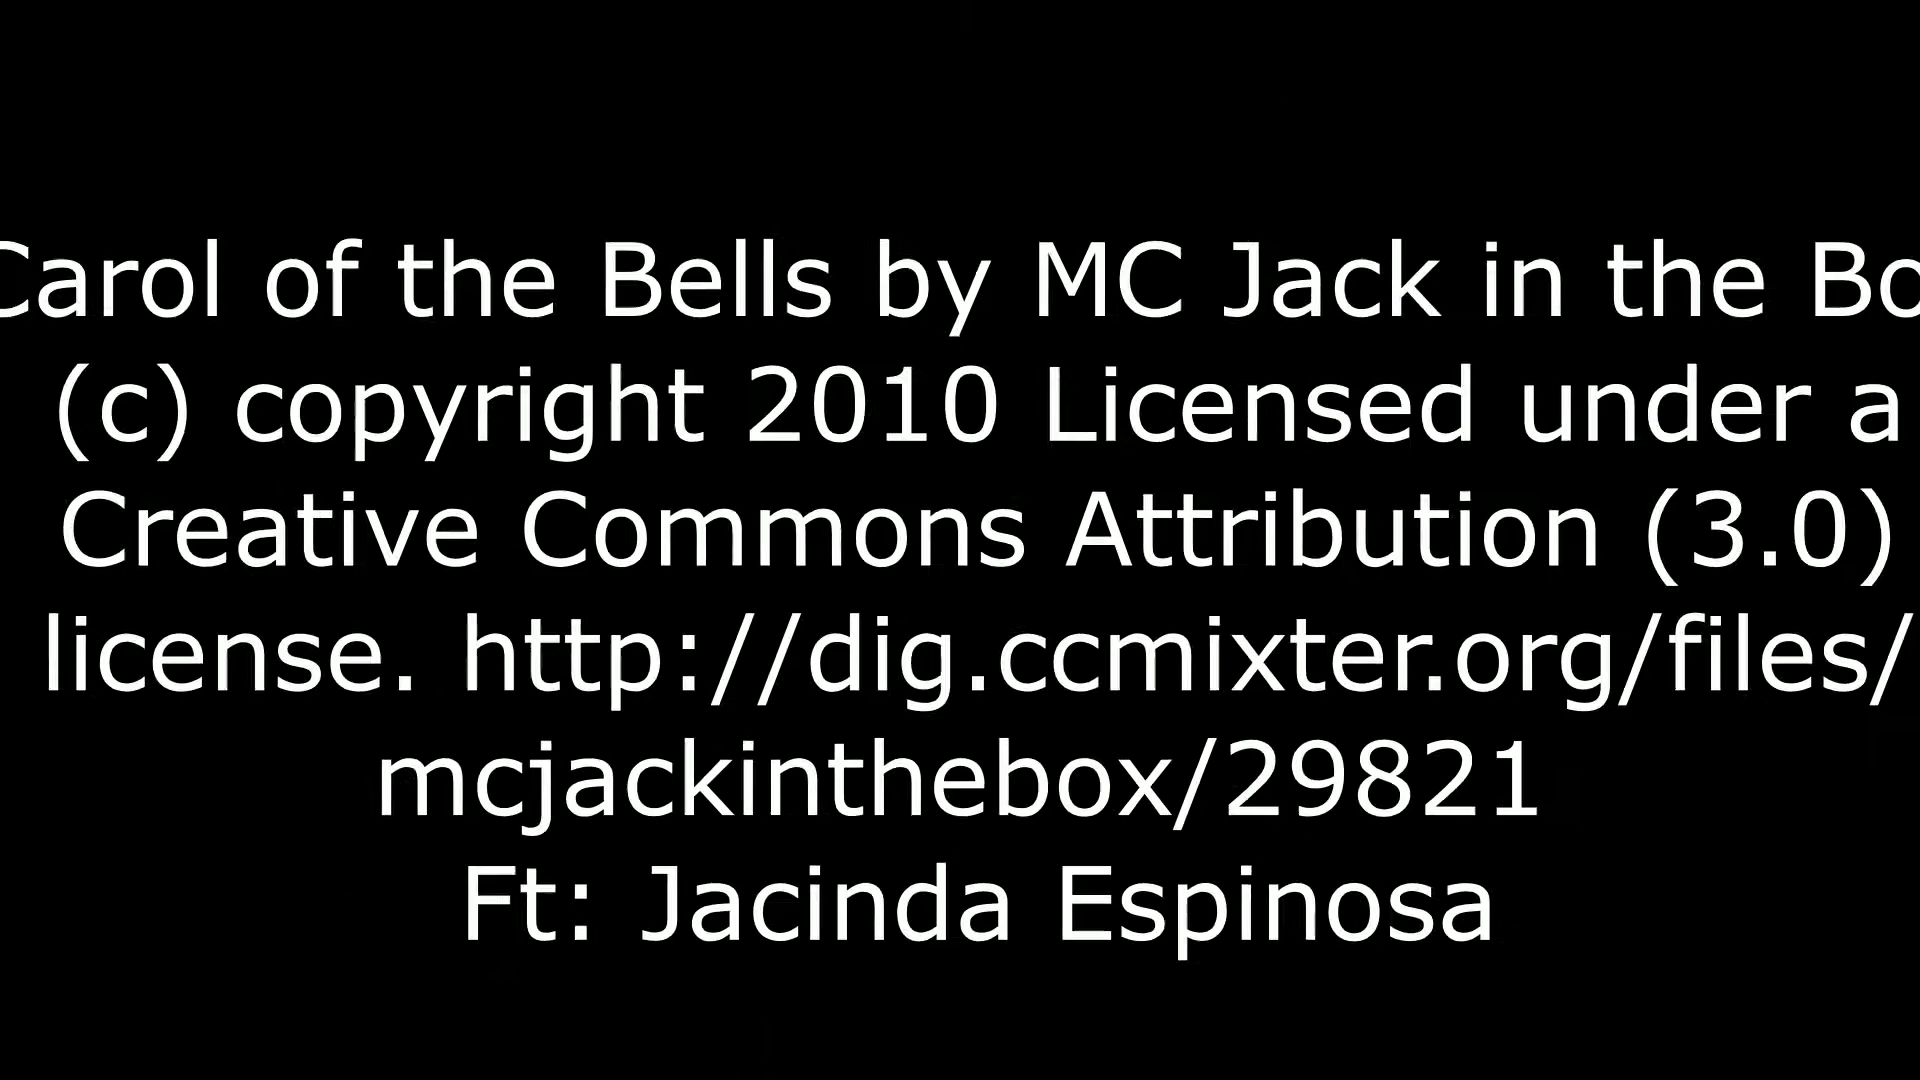 Carol of the Bells by MC Jack in the Bo
(c) copyright 2010 Licensed under a
Creative Commons Attribution (3.0)
license. http://dig.ccmixter.org/files/
mcjackinthebox/29821
Ft: Jacinda Espinosa